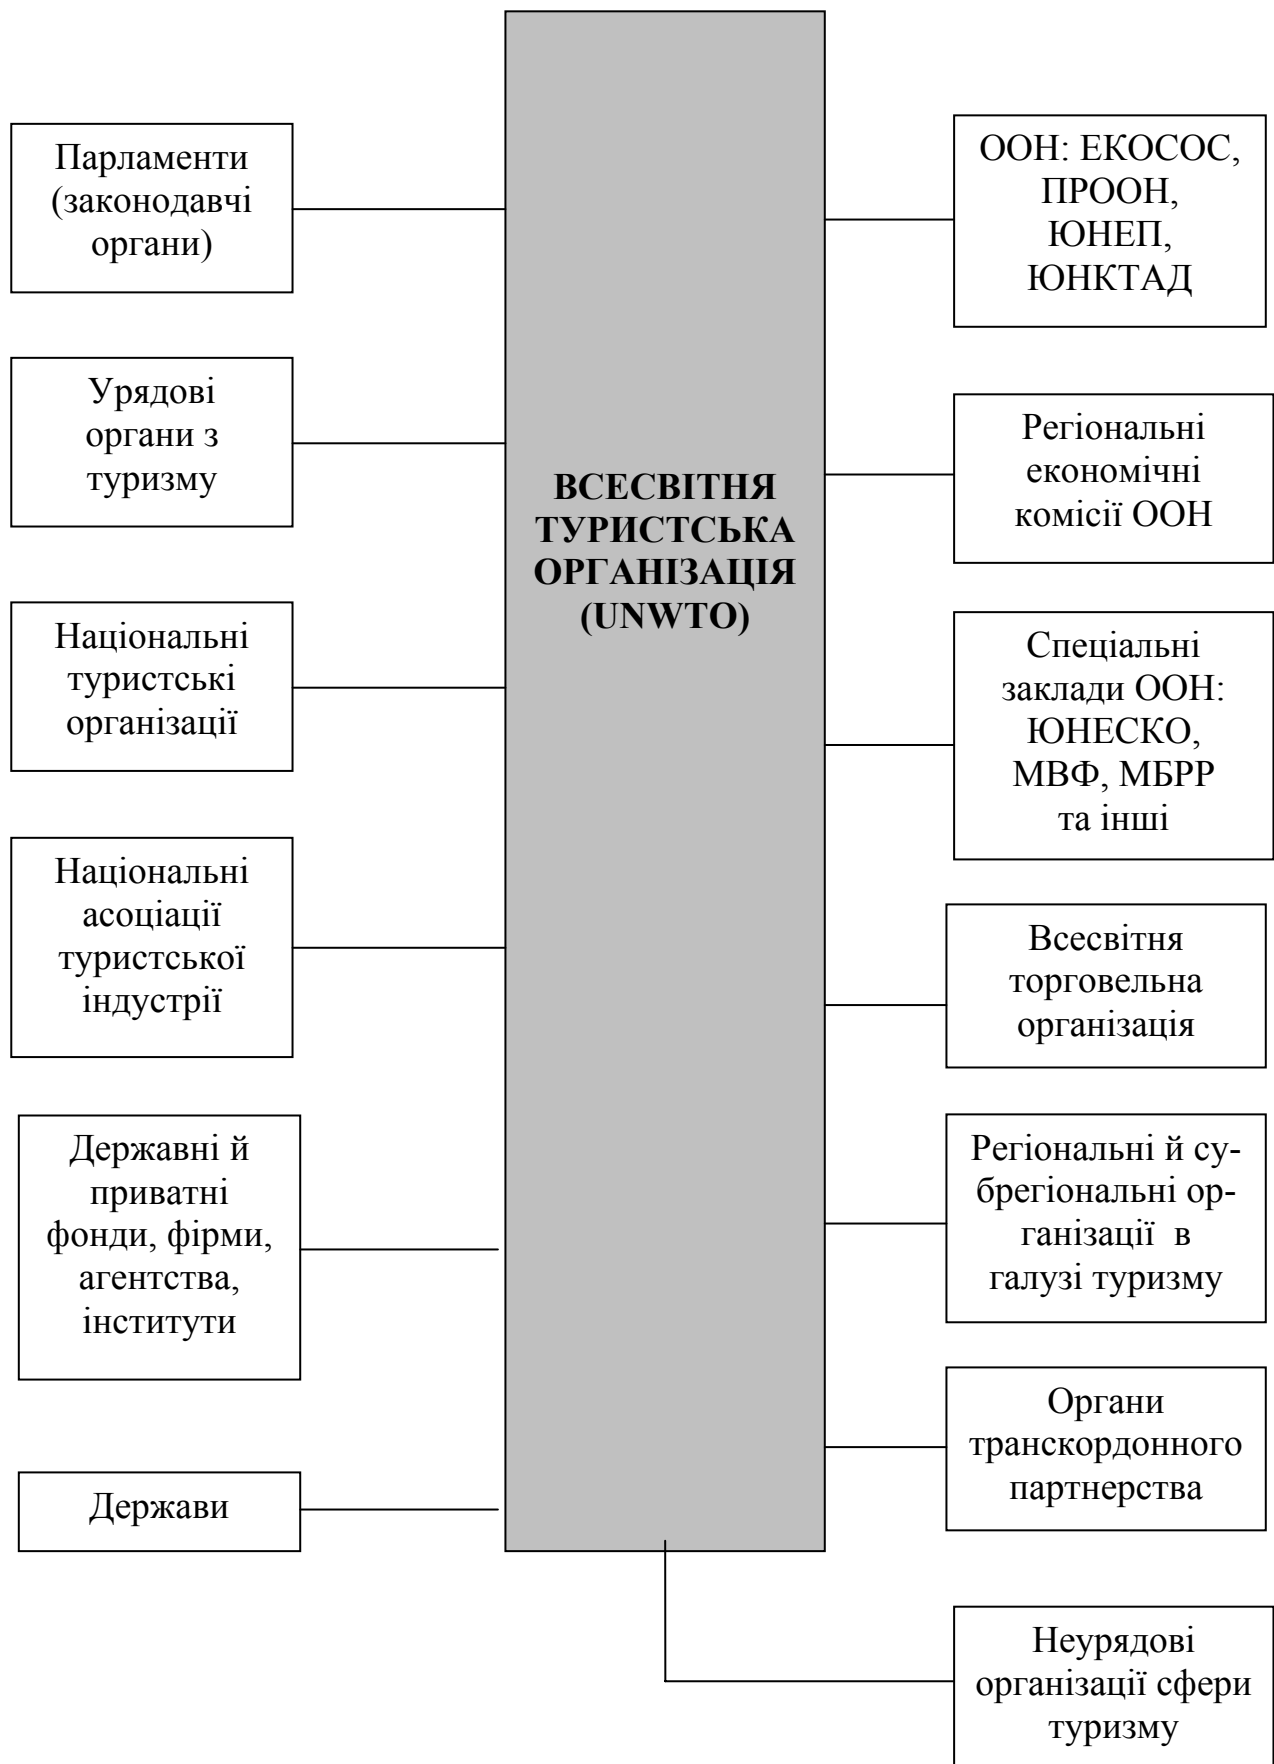 Парламенти
(законодавчі
органи)
Урядові
органи з
туризму
Національні
туристські
організації
Національні
асоціації
туристської
індустрії
Державні й
приватні
фонди, фірми,
агентства,
інститути
Держави
ВСЕСВІТНЯ
ТУРИСТСЬКА
ОРГАНІЗАЦІЯ
(UNWTO)
ООН: ЕКОСОС,
ПРООН,
ЮНЕП,
ЮНКТАД
Регіональні
економічні
комісії ООН
Спеціальні
заклади ООН:
ЮНЕСКО,
МВФ, МБРР
та інші
Всесвітня
торговельна
організація
Регіональні й су-
брегіональні ор-
ганізації в
галузі туризму
Органи
транскордонного
партнерства
Неурядові
організації сфери
туризму